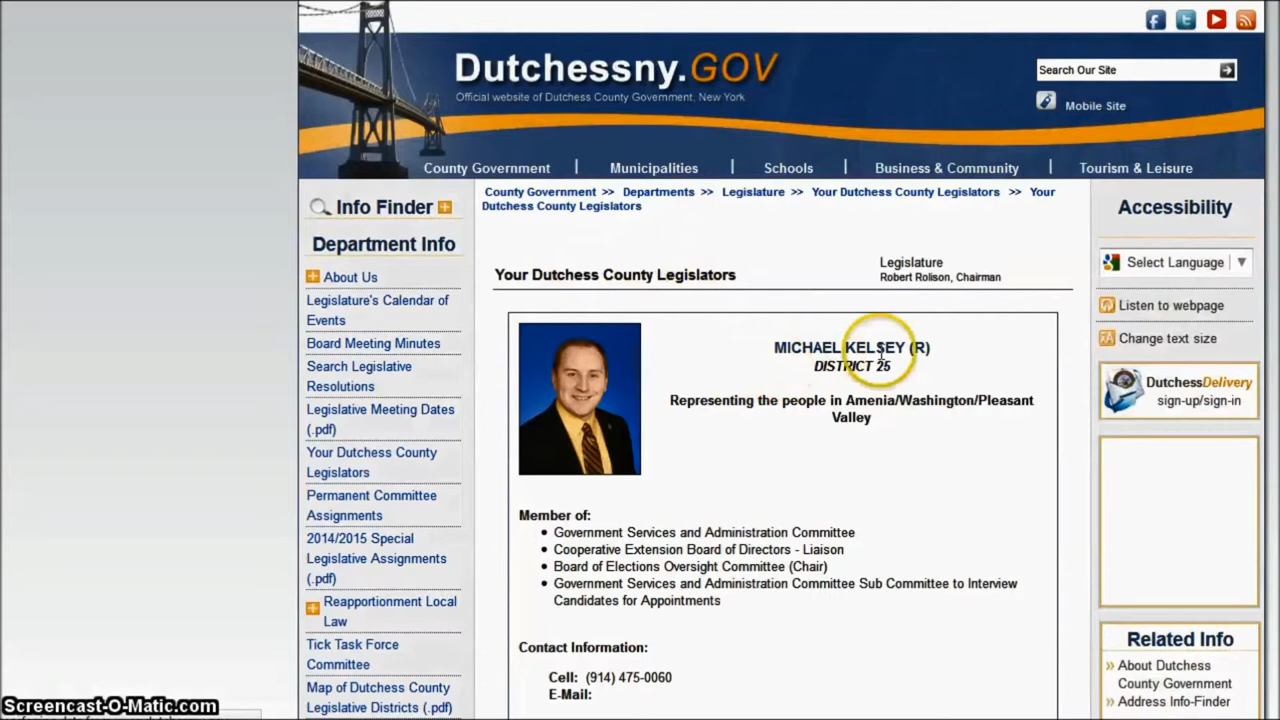 Dutchessny.GOV
Official website of Dutchess County Government, New York
Search Our Site
Mobile Site
County Government | Municipalities | Schools | Business & Community | Tourism & Leisure
Info Finder
Department Info
About Us
Legislature's Calendar of
Events
Board Meeting Minutes
Search Legislative
Resolutions
Legislative Meeting Dates
(.pdf)
Your Dutchess County
Legislators
Permanent Committee
Assignments
2014/2015 Special
Legislative Assignments
(.pdf)
Reapportionment Local
Law
Tick Task Force
Committee
Map of Dutchess County
Legislative Districts (.pdf)
County Government >> Departments >> Legislature >> Your Dutchess County Legislators >> Your
Dutchess County Legislators
Your Dutchess County Legislators
Legislature
Robert Rolison, Chairman
MICHAEL KELSEY (R)
DISTRICT 25
Representing the people in Amenia/Washington/Pleasant
Valley
Member of:
• Government Services and Administration Committee
• Cooperative Extension Board of Directors - Liaison
• Board of Elections Oversight Committee (Chair)
• Government Services and Administration Committee Sub Committee to Interview
Candidates for Appointments
Contact Information:
Cell: (914) 475-0060
E-Mail:
Accessibility
Select Language
Listen to webpage
Change text size
DutchessDelivery
sign-up/sign-in
Related Info
» About Dutchess
County Government
» Address Info-Finder
Screencast-O-Matic.com